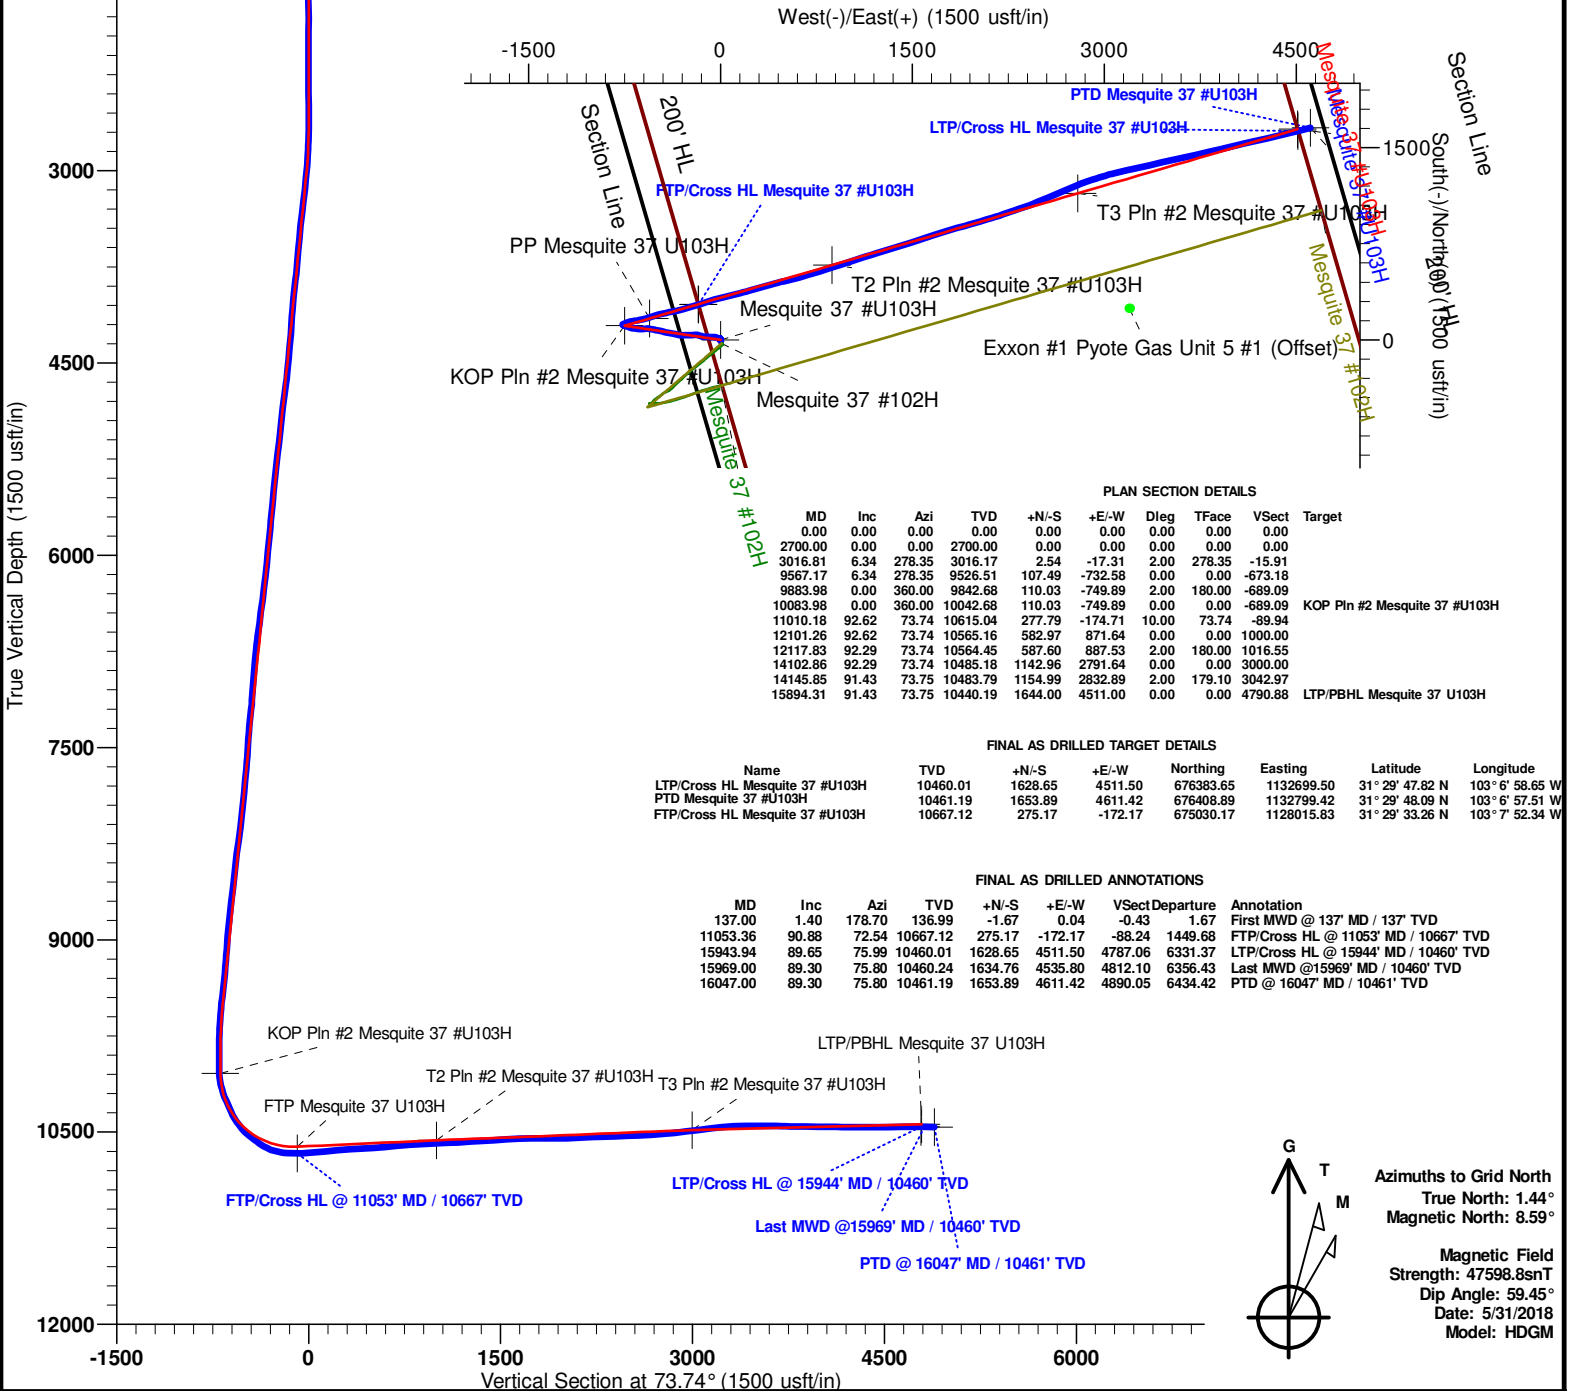 West(-)/East(+) (1500 usft/in)
-1500 0 1500 3000 4500
Section Line
200' HL
PTD Mesquite 37 #U103H
LTP/Cross HL Mesquite 37 #U103H
FTP/Cross HL Mesquite 37 #U103H
PP Mesquite 37 U103H
T3 Pln #2 Mesquite 37 #U103H
T2 Pln #2 Mesquite 37 #U103H
Mesquite 37 #U103H
Exxon #1 Pyote Gas Unit 5 #1 (Offset)
KOP Pln #2 Mesquite 37 #U103H
Mesquite 37 #102H
Mesquite 37 #102H
Mesquite 37 #102H
Mesquite 37 #U103H
Mesquite 37 #U103H
Section Line
200' HL
South(-)/North(+) (1500 usft/in)
1500
0
True Vertical Depth (1500 usft/in)
3000
4500
6000
7500
9000
10500
12000
PLAN SECTION DETAILS
MD Inc Azi TVD +N/-S +E/-W Dleg TFace VSect Target
0.00 0.00 0.00 0.00 0.00 0.00 0.00 0.00 0.00
2700.00 0.00 0.00 2700.00 0.00 0.00 0.00 0.00 0.00
3016.81 6.34 278.35 3016.17 2.54 -17.31 2.00 278.35 -15.91
9567.17 6.34 278.35 9526.51 107.49 -732.58 0.00 0.00 -673.18
9883.98 0.00 360.00 9842.68 110.03 -749.89 2.00 180.00 -689.09
10083.98 0.00 360.00 10042.68 110.03 -749.89 0.00 0.00 -689.09 KOP Pln #2 Mesquite 37 #U103H
11010.18 92.62 73.74 10615.04 277.79 -174.71 10.00 73.74 -89.94
12101.26 92.62 73.74 10565.16 582.97 871.64 0.00 0.00 1000.00
12117.83 92.29 73.74 10564.45 587.60 887.53 2.00 180.00 1016.55
14102.86 92.29 73.74 10485.18 1142.96 2791.64 0.00 0.00 3000.00
14145.85 91.43 73.75 10483.79 1154.99 2832.89 2.00 179.10 3042.97
15894.31 91.43 73.75 10440.19 1644.00 4511.00 0.00 0.00 4790.88 LTP/PBHL Mesquite 37 U103H
FINAL AS DRILLED TARGET DETAILS
Name TVD +N/-S +E/-W Northing Easting Latitude Longitude
LTP/Cross HL Mesquite 37 #U103H 10460.01 1628.65 4511.50 676383.65 1132699.50 31° 29' 47.82 N 103° 6' 58.65 W
PTD Mesquite 37 #U103H 10461.19 1653.89 4611.42 676408.89 1132799.42 31° 29' 48.09 N 103° 6' 57.51 W
FTP/Cross HL Mesquite 37 #U103H 10667.12 275.17 -172.17 675030.17 1128015.83 31° 29' 33.26 N 103° 7' 52.34 W
FINAL AS DRILLED ANNOTATIONS
MD Inc Azi TVD +N/-S +E/-W VSect Departure Annotation
137.00 1.40 178.70 136.99 -1.67 0.04 -0.43 1.67 First MWD @ 137' MD / 137' TVD
11053.36 90.88 72.54 10667.12 275.17 -172.17 -88.24 1449.68 FTP/Cross HL @ 11053' MD / 10667' TVD
15943.94 89.65 75.99 10460.01 1628.65 4511.50 4787.06 6331.37 LTP/Cross HL @ 15944' MD / 10460' TVD
15969.00 89.30 75.80 10460.24 1634.76 4535.80 4812.10 6356.43 Last MWD @15969' MD / 10460' TVD
16047.00 89.30 75.80 10461.19 1653.89 4611.42 4890.05 6434.42 PTD @ 16047' MD / 10461' TVD
KOP Pln #2 Mesquite 37 #U103H
LTP/PBHL Mesquite 37 U103H
T2 Pln #2 Mesquite 37 #U103H
T3 Pln #2 Mesquite 37 #U103H
FTP Mesquite 37 U103H
FTP/Cross HL @ 11053' MD / 10667' TVD
LTP/Cross HL @ 15944' MD / 10460' TVD
Last MWD @15969' MD / 10460' TVD
PTD @ 16047' MD / 10461' TVD
G
T
M
Azimuths to Grid North
True North: 1.44°
Magnetic North: 8.59°
Magnetic Field
Strength: 47598.8snT
Dip Angle: 59.45°
Date: 5/31/2018
Model: HDGM
-1500 0 1500 3000 4500 6000
Vertical Section at 73.74° (1500 usft/in)